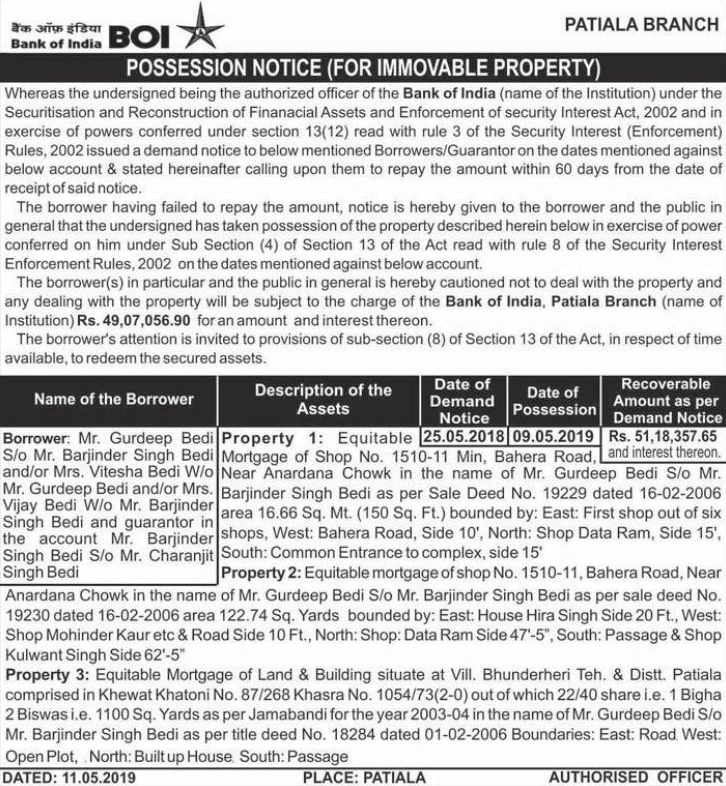 बैंक ऑफ़ इंडिया
Bank of India BOI
PATIALA BRANCH
POSSESSION NOTICE (FOR IMMOVABLE PROPERTY)
Whereas the undersigned being the authorized officer of the Bank of India (name of the Institution) under the
Securitisation and Reconstruction of Finanacial Assets and Enforcement of security Interest Act, 2002 and in
exercise of powers conferred under section 13(12) read with rule 3 of the Security Interest (Enforcement)
Rules, 2002 issued a demand notice to below mentioned Borrowers/Guarantor on the dates mentioned against
below account & stated hereinafter calling upon them to repay the amount within 60 days from the date of
receipt of said notice.
The borrower having failed to repay the amount, notice is hereby given to the borrower and the public in
general that the undersigned has taken possession of the property described herein below in exercise of power
conferred on him under Sub Section (4) of Section 13 of the Act read with rule 8 of the Security Interest
Enforcement Rules, 2002 on the dates mentioned against below account.
The borrower(s) in particular and the public in general is hereby cautioned not to deal with the property and
any dealing with the property will be subject to the charge of the Bank of India, Patiala Branch (name of
Institution) Rs. 49,07,056.90 for an amount and interest thereon.
The borrower's attention is invited to provisions of sub-section (8) of Section 13 of the Act, in respect of time
available, to redeem the secured assets.
Name of the Borrower
Description of the
Assets
Date of
Demand
Notice
Date of
Possession
Recoverable
Amount as per
Demand Notice
Borrower: Mr. Gurdeep Bedi
S/o Mr. Barjinder Singh Bedi
and/or Mrs. Vitesha Bedi W/o
Mr. Gurdeep Bedi and/or Mrs.
Vijay Bedi W/o Mr. Barjinder
Singh Bedi and guarantor in
the account Mr. Barjinder
Singh Bedi S/o Mr. Charanjit
Singh Bedi
25.05.2018
09.05.2019
Rs. 51,18,357.65
and interest thereon.
Property 1: Equitable
Mortgage of Shop No. 1510-11 Min, Bahera Road,
Near Anardana Chowk in the name of Mr. Gurdeep Bedi S/o Mr.
Barjinder Singh Bedi as per Sale Deed No. 19229 dated 16-02-2006
area 16.66 Sq. Mt. (150 Sq. Ft.) bounded by: East: First shop out of six
shops, West: Bahera Road, Side 10', North: Shop Data Ram, Side 15',
South: Common Entrance to complex, side 15'
Property 2: Equitable mortgage of shop No. 1510-11, Bahera Road, Near
Anardana Chowk in the name of Mr. Gurdeep Bedi S/o Mr. Barjinder Singh Bedi as per sale deed No.
19230 dated 16-02-2006 area 122.74 Sq. Yards bounded by: East: House Hira Singh Side 20 Ft., West:
Shop Mohinder Kaur etc & Road Side 10 Ft., North: Shop: Data Ram Side 47'-5", South: Passage & Shop
Kulwant Singh Side 62'-5"
Property 3: Equitable Mortgage of Land & Building situate at Vill. Bhunderheri Teh. & Distt. Patiala
comprised in Khewat Khatoni No. 87/268 Khasra No. 1054/73(2-0) out of which 22/40 share i.e. 1 Bigha
2 Biswas i.e. 1100 Sq. Yards as per Jamabandi for the year 2003-04 in the name of Mr. Gurdeep Bedi S/o
Mr. Barjinder Singh Bedi as per title deed No. 18284 dated 01-02-2006 Boundaries: East: Road West:
Open Plot, . North: Built up House South: Passage
DATED: 11.05.2019
PLACE: PATIALA
AUTHORISED OFFICER